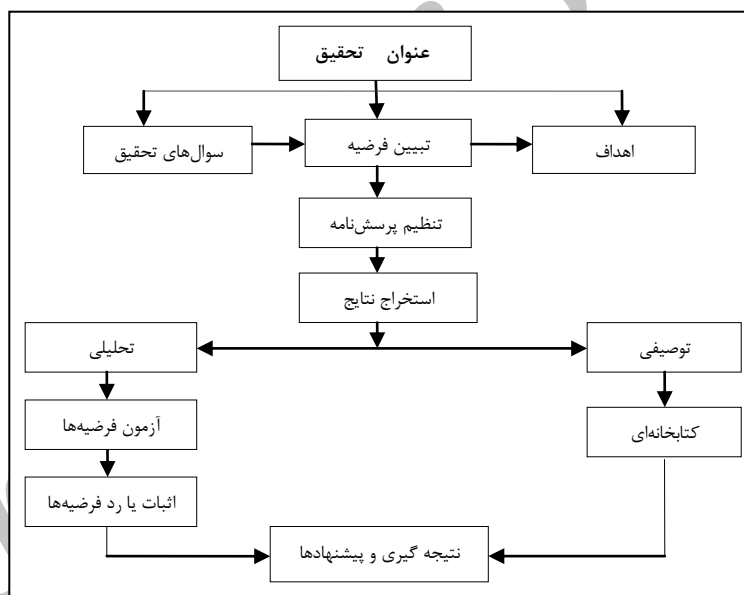 عنوان تحقیق
اهداف
تبیین فرضیه
سوال‌های تحقیق
تنظیم پرسش‌نامه
استخراج نتایج
توصیفی
تحلیلی
کتابخانه‌ای
آزمون فرضیه‌ها
اثبات یا رد فرضیه‌ها
نتیجه گیری و پیشنهادها